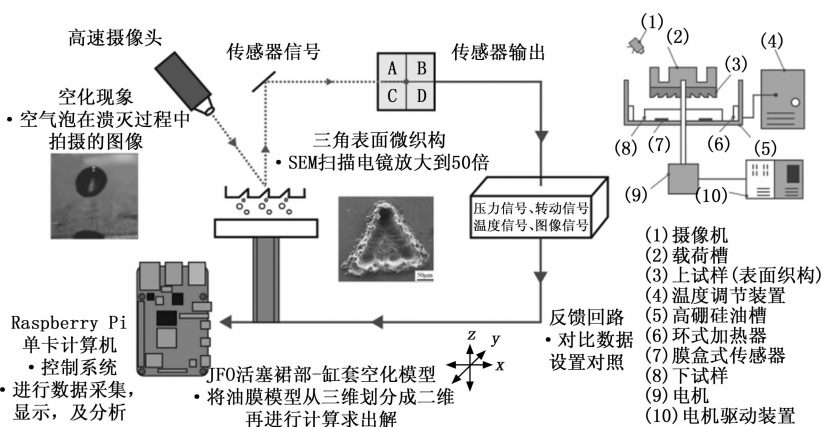 高速摄像头
传感器信号
传感器输出
A B
C D
空化现象
•空气泡在溃灭过程中
拍摄的图像
三角表面微织构
•SEM扫描电镜放大到50倍
50μm
压力信号、转动信号
温度信号、图像信号
Raspberry Pi
单卡计算机
•控制系统
•进行数据采集，
显示，及分析
JFO活塞裙部-缸套空化模型
•将油膜模型从三维划分成二维
再进行计算求出解
z
y
x
反馈回路
•对比数据
设置对照
(1)
(2)
(3)
(4)
(5)
(6)
(7)
(8)
(9)
(10)
(1)摄像机
(2)载荷槽
(3)上试样(表面织构)
(4)温度调节装置
(5)高硼硅油槽
(6)环式加热器
(7)膜盒式传感器
(8)下试样
(9)电机
(10)电机驱动装置